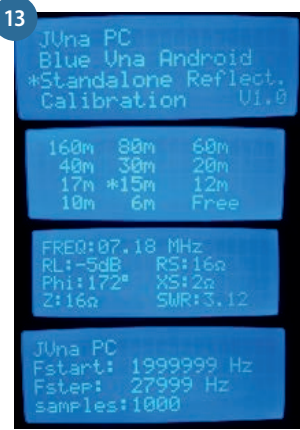 13
JVna PC
Blue Vna Android
*Standalone Reflect.
Calibration V1.0
160m 80m 60m
40m 30m 20m
17m *15m 12m
10m 6m Free
FREQ:07.18 MHz
RL:-5dB RS:16Ω
Phi:172° XS:2Ω
Z:16Ω SWR:3.12
JVna PC
Fstart: 1999999 Hz
Fstep: 27999 Hz
samples:1000